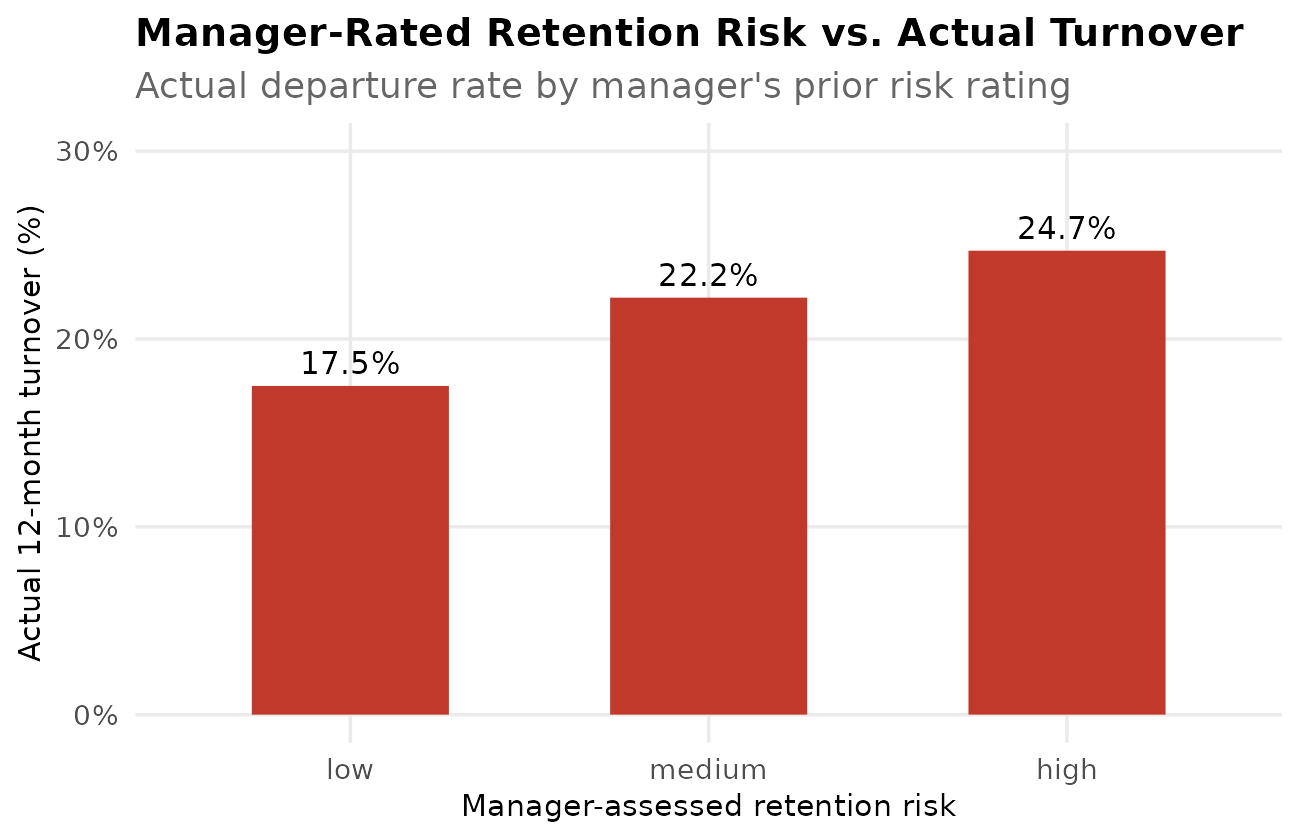 Manager-Rated Retention Risk vs. Actual Turnover
Actual departure rate by manager's prior risk rating
Actual 12-month turnover (%)
30%
20%
10%
0%
17.5%
22.2%
24.7%
low
medium
high
Manager-assessed retention risk